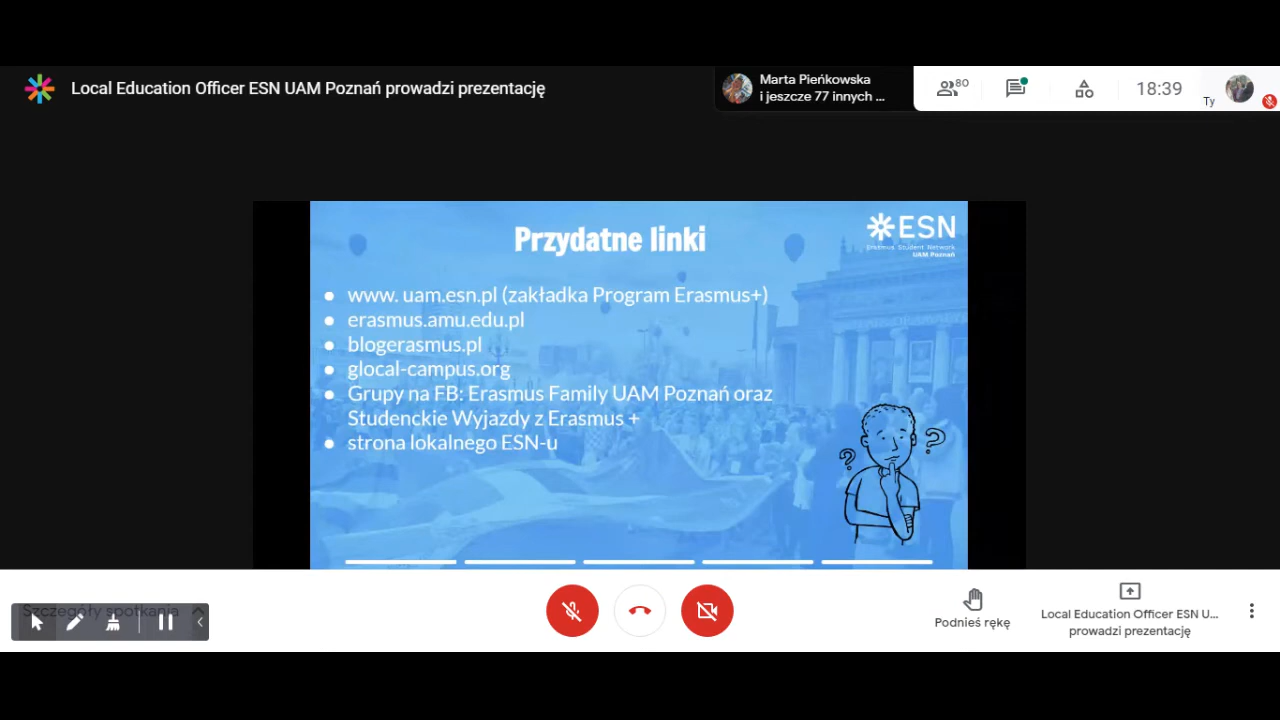 Local Education Officer ESN UAM Poznań prowadzi prezentację
Marta Pieńkowska
i jeszcze 77 innych ...
80
18:39
Ty
Przydatne linki
ESN
Erasmus Student Network
UAM Poznań
www. uam.esn.pl (zakładka Program Erasmus+)
erasmus.amu.edu.pl
blogerasmus.pl
glocal-campus.org
Grupy na FB: Erasmus Family UAM Poznań oraz
Studenckie Wyjazdy z Erasmus +
strona lokalnego ESN-u
? ?
Szczegóły spotkania
Podnieś rękę
Local Education Officer ESN U...
prowadzi prezentację